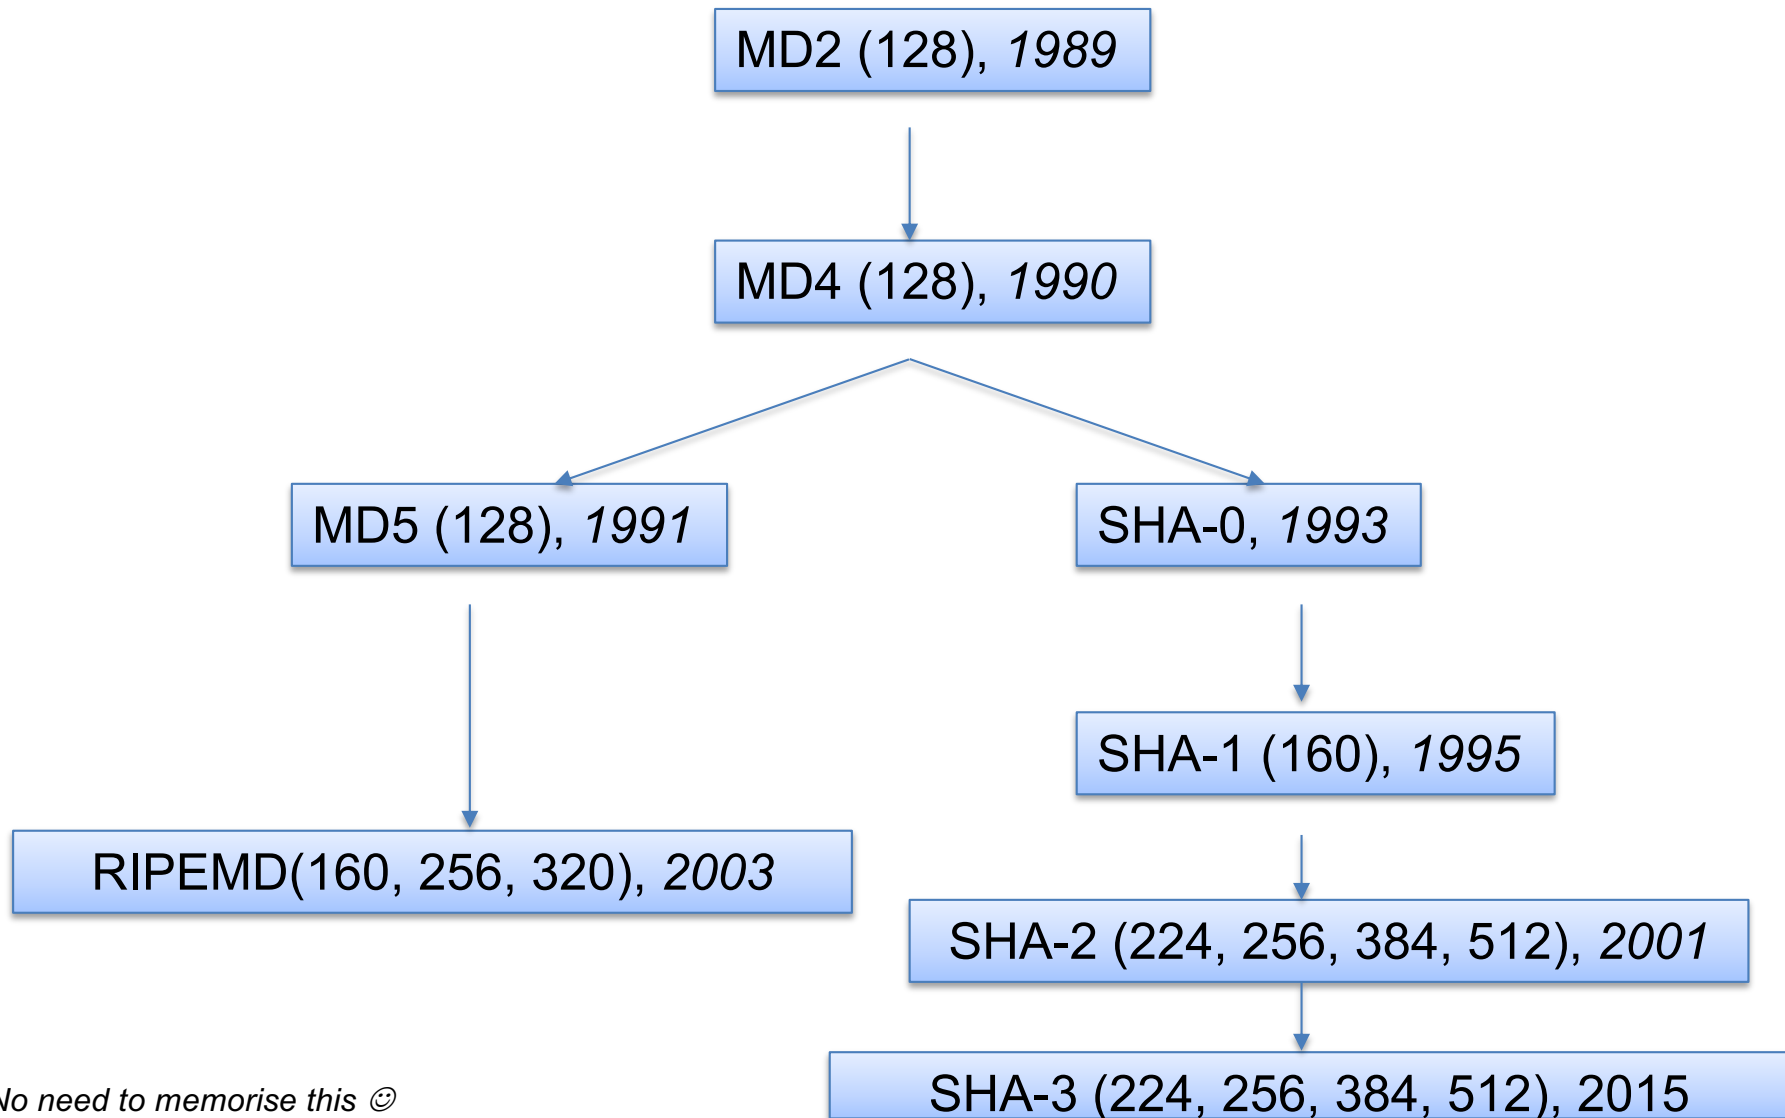 MD2 (128), 1989
MD4 (128), 1990
MD5 (128), 1991
SHA-0, 1993
SHA-1 (160), 1995
RIPEMD(160, 256, 320), 2003
SHA-2 (224, 256, 384, 512), 2001
SHA-3 (224, 256, 384, 512), 2015
No need to memorise this ☺